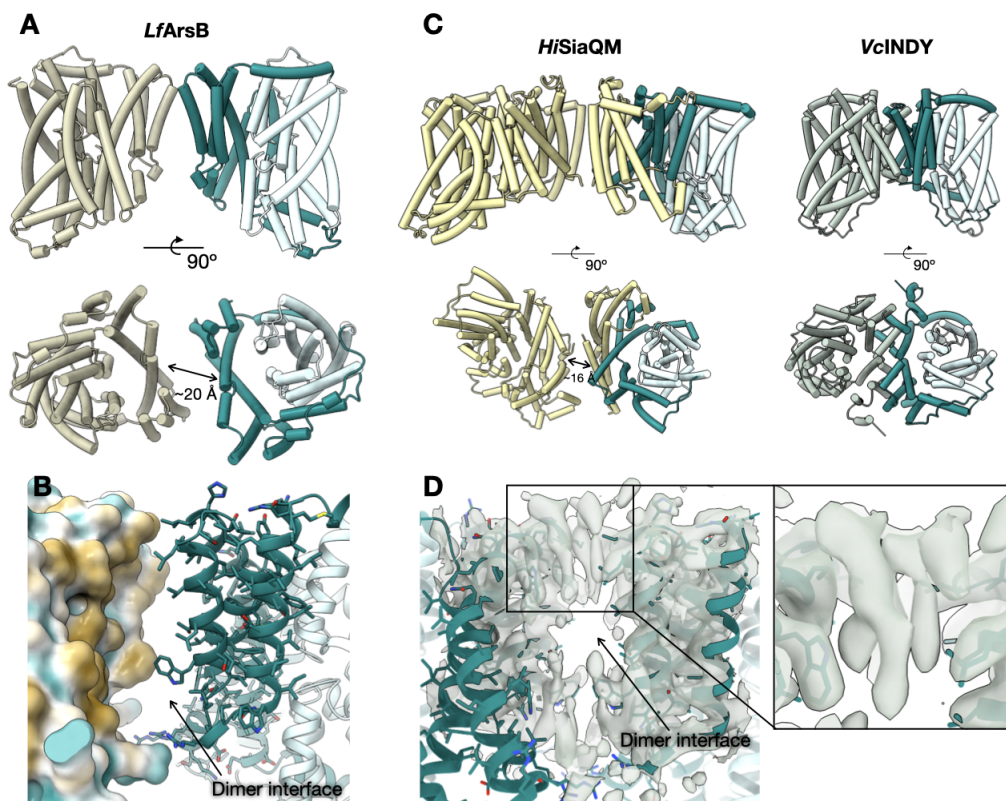 A
LfArsB
90º
~20 Å
C
HiSiaQM
VcINDY
90º
90º
~16 Å
B
Dimer interface
D
Dimer interface